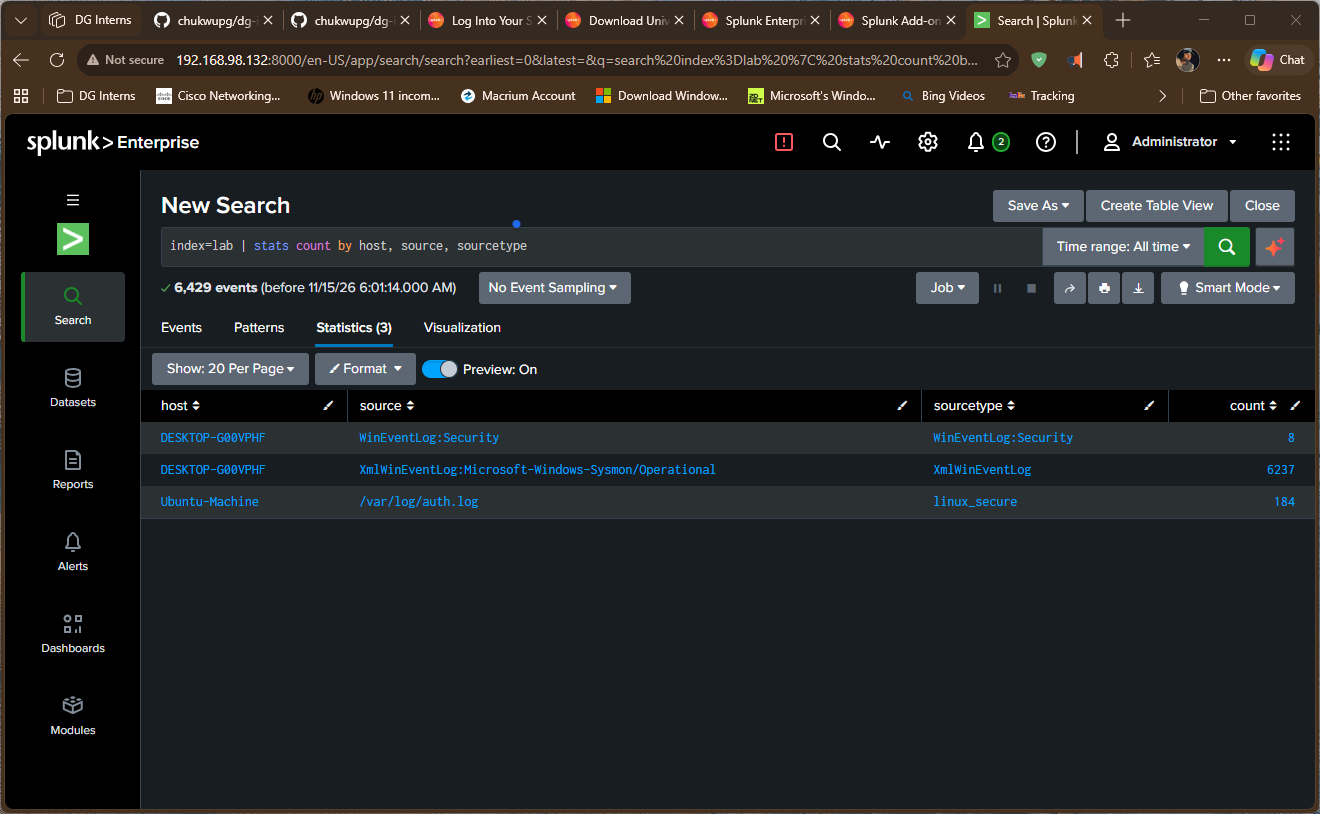 DG Interns
chukwupg/dg-
chukwupg/dg-
Log Into Your S
Download Univ
Splunk Enterpri
Splunk Add-on
Search | Splunk
Not secure 192.168.98.132:8000/en-US/app/search/search?earliest=0&latest=&q=search%20index%3Dlab%20%7C%20stats%20count%20b...
Chat
DG Interns
Cisco Networking...
Windows 11 incom...
Macrium Account
Download Window...
Microsoft's Windo...
Bing Videos
Tracking
Other favorites
splunk> Enterprise
2
Administrator
New Search
Save As
Create Table View
Close
index=lab | stats count by host, source, sourcetype
Time range: All time
6,429 events (before 11/15/26 6:01:14.000 AM)
No Event Sampling
Job
Smart Mode
Search
Datasets
Reports
Alerts
Dashboards
Modules
Events
Patterns
Statistics (3)
Visualization
Show: 20 Per Page
Format
Preview: On
host source sourcetype count
DESKTOP-G00VPHF WinEventLog:Security WinEventLog:Security 8
DESKTOP-G00VPHF XmlWinEventLog:Microsoft-Windows-Sysmon/Operational XmlWinEventLog 6237
Ubuntu-Machine /var/log/auth.log linux_secure 184